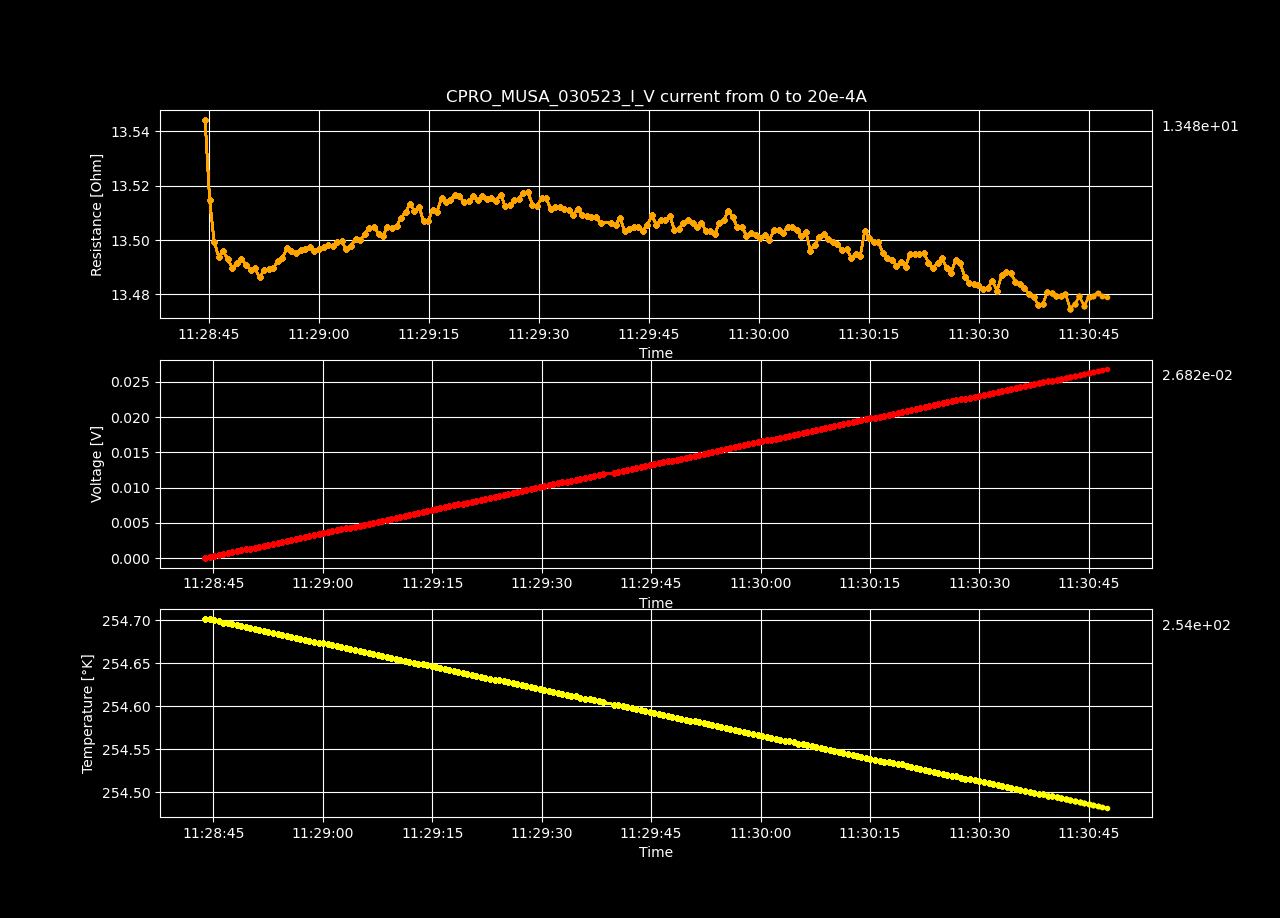 CPRO_MUSA_030523_I_V current from 0 to 20e-4A
Resistance [Ohm]
13.54
13.52
13.50
13.48
1.348e+01
11:28:45 11:29:00 11:29:15 11:29:30 11:29:45 11:30:00 11:30:15 11:30:30 11:30:45
Time
Voltage [V]
0.025
0.020
0.015
0.010
0.005
0.000
2.682e-02
11:28:45 11:29:00 11:29:15 11:29:30 11:29:45 11:30:00 11:30:15 11:30:30 11:30:45
Time
Temperature [°K]
254.70
254.65
254.60
254.55
254.50
2.54e+02
11:28:45 11:29:00 11:29:15 11:29:30 11:29:45 11:30:00 11:30:15 11:30:30 11:30:45
Time